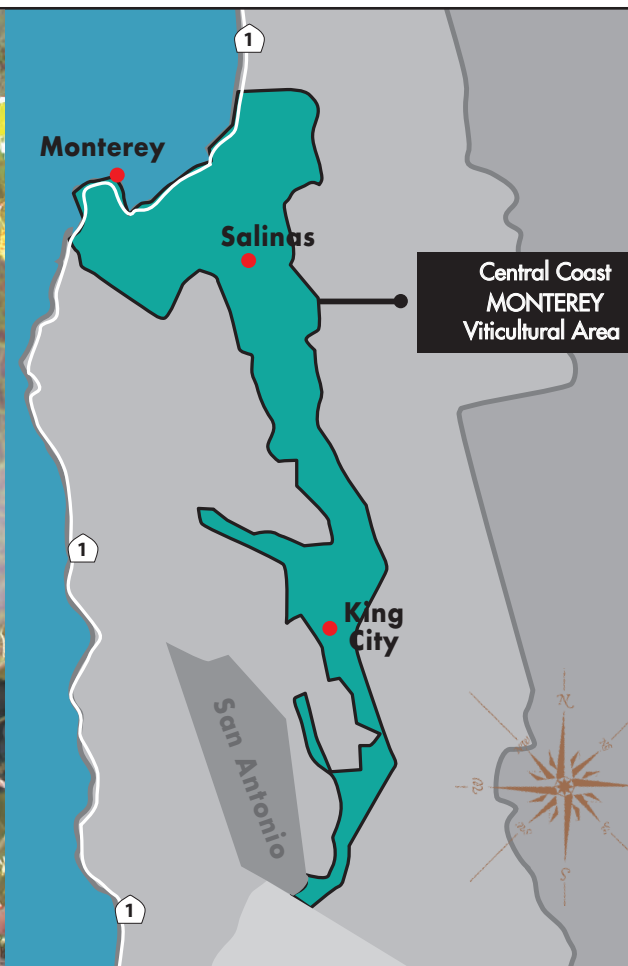 1
Monterey
Salinas
Central Coast
MONTEREY
Viticultural Area
1
King
City
San Antonio
N
S
1